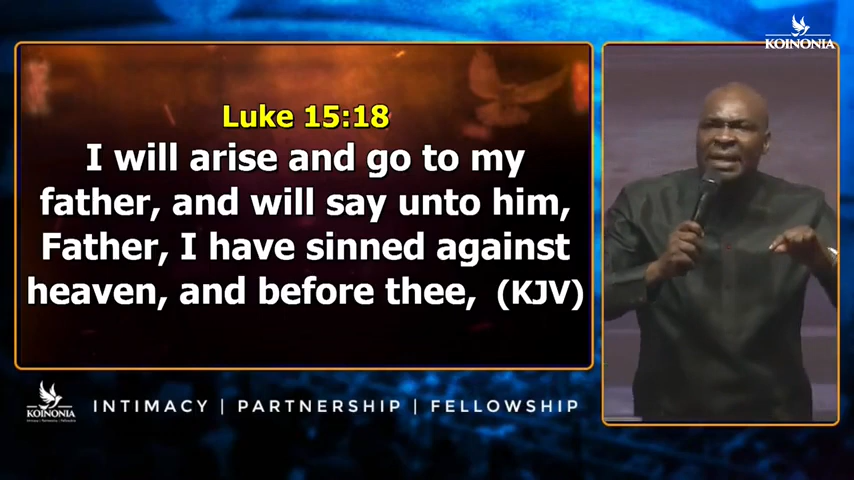 KOINONIA
Luke 15:18
I will arise and go to my
father, and will say unto him,
Father, I have sinned against
heaven, and before thee, (KJV)
KOINONIA
INTIMACY | PARTNERSHIP | FELLOWSHIP